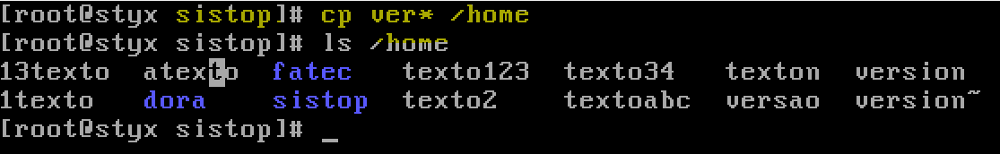 [root@styx sistop]# cp ver* /home
[root@styx sistop]# ls /home
13texto  atexto  fatec   texto123  texto34   texton  version
1texto   dora    sistop  texto2    textoabc  versao  version~
[root@styx sistop]# _